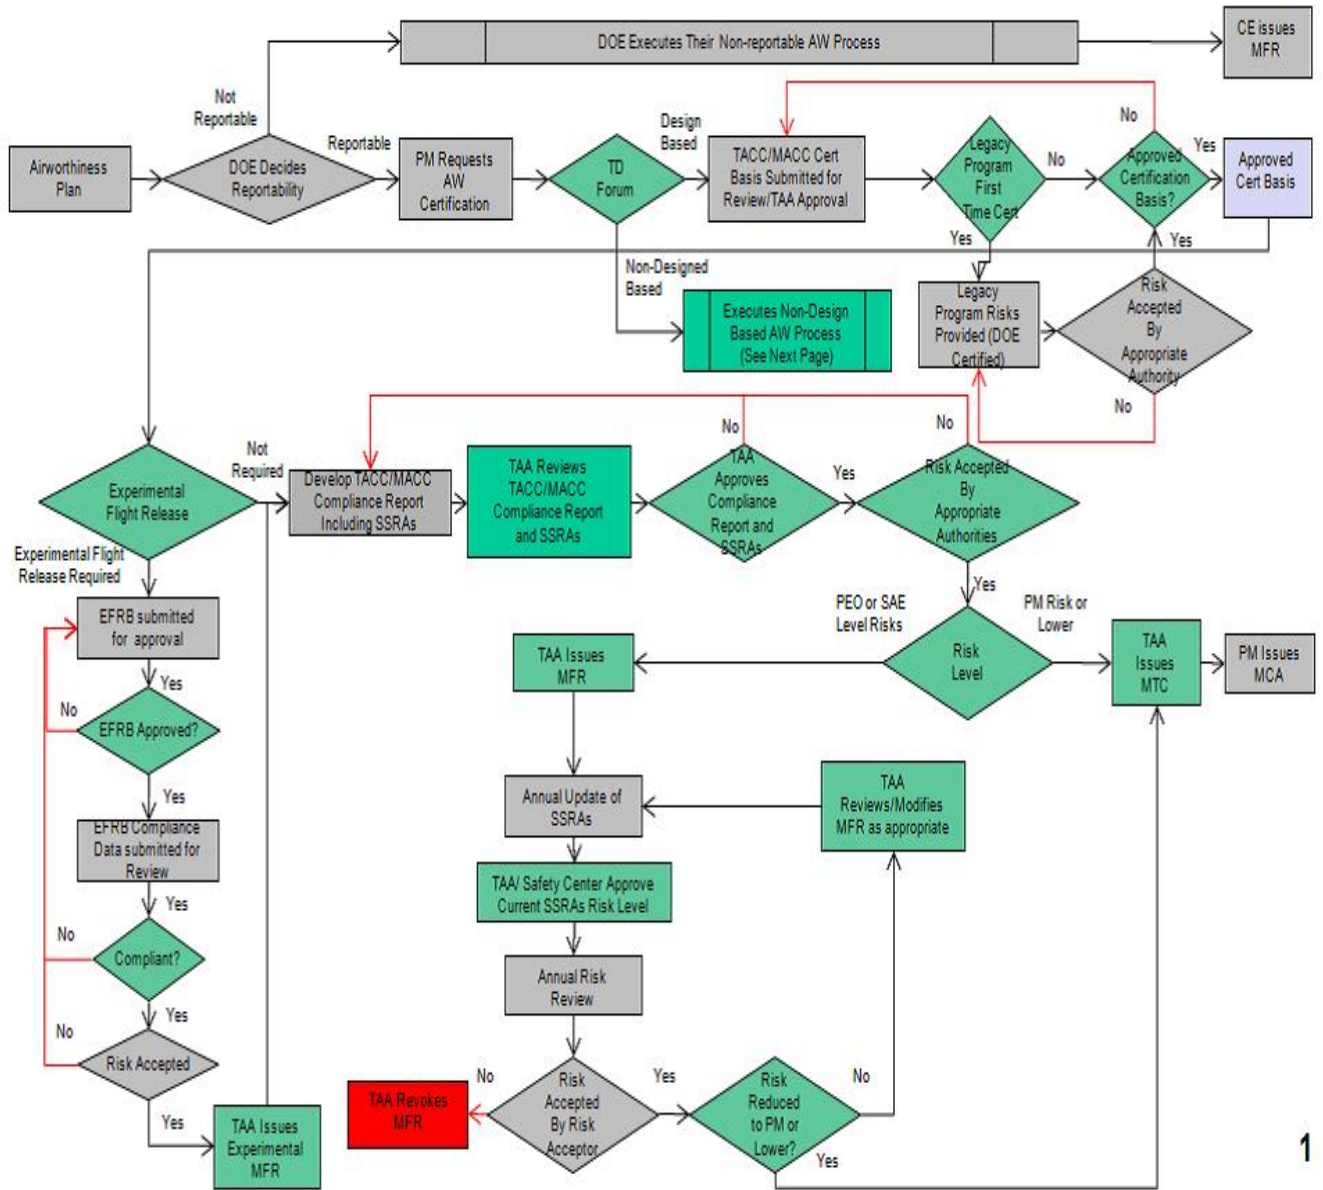 DOE Executes Their Non-reportable AW Process
CE issues
MFR
Not
Reportable
Airworthiness
Plan
DOE Decides
Reportability
Reportable
PM Requests
AW
Certification
TD
Forum
Design
Based
TACC/MACC Cert
Basis Submitted for
Review/TAA Approval
Legacy
Program
First
Time Cert
No
No
Approved
Certification
Basis?
Yes
Approved
Cert Basis
Yes
Yes
Non-Designed
Based
Executes Non-Design
Based AW Process
(See Next Page)
Legacy
Program Risks
Provided (DOE
Certified)
Risk
Accepted
By
Appropriate
Authority
No
Experimental
Flight Release
Not
Required
Develop TACC/MACC
Compliance Report
Including SSRAs
TAA Reviews
TACC/MACC
Compliance Report
and SSRAs
No
TAA
Approves
Compliance
Report and
SSRAs
Yes
No
Risk Accepted
By
Appropriate
Authorities
Yes
Experimental Flight
Release Required
EFRB submitted
for approval
Yes
No
EFRB Approved?
Yes
EFRB Compliance
Data submitted for
Review
Yes
No
Compliant?
Yes
No
Risk Accepted
Yes
TAA Issues
Experimental
MFR
PEO or SAE
Level Risks
PM Risk or
Lower
Risk
Level
TAA Issues
MFR
TAA
Issues
MTC
PM Issues
MCA
Annual Update of
SSRAs
TAA
Reviews/Modifies
MFR as appropriate
TAA/ Safety Center Approve
Current SSRAs Risk Level
Annual Risk
Review
Risk
Accepted
By Risk
Acceptor
No
TAA Revokes
MFR
Yes
Risk
Reduced
to PM or
Lower?
No
Yes
1